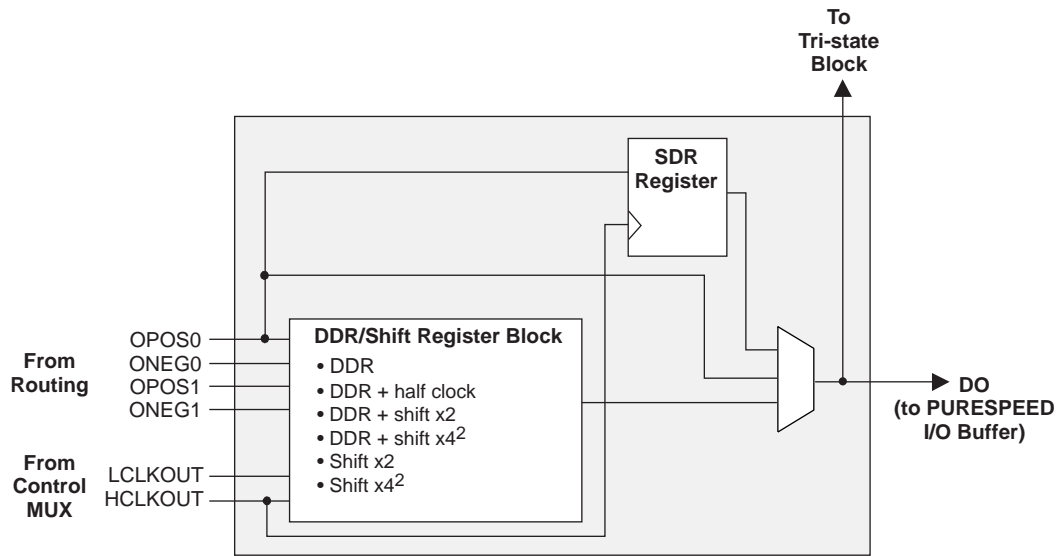 To
Tri-state
Block
SDR
Register
OPOS0
ONEG0
OPOS1
ONEG1
From
Routing
DDR/Shift Register Block
• DDR
• DDR + half clock
• DDR + shift x2
• DDR + shift x4²
• Shift x2
• Shift x4²
From
Control
MUX
LCLKOUT
HCLKOUT
DO
(to PURESPEED
I/O Buffer)